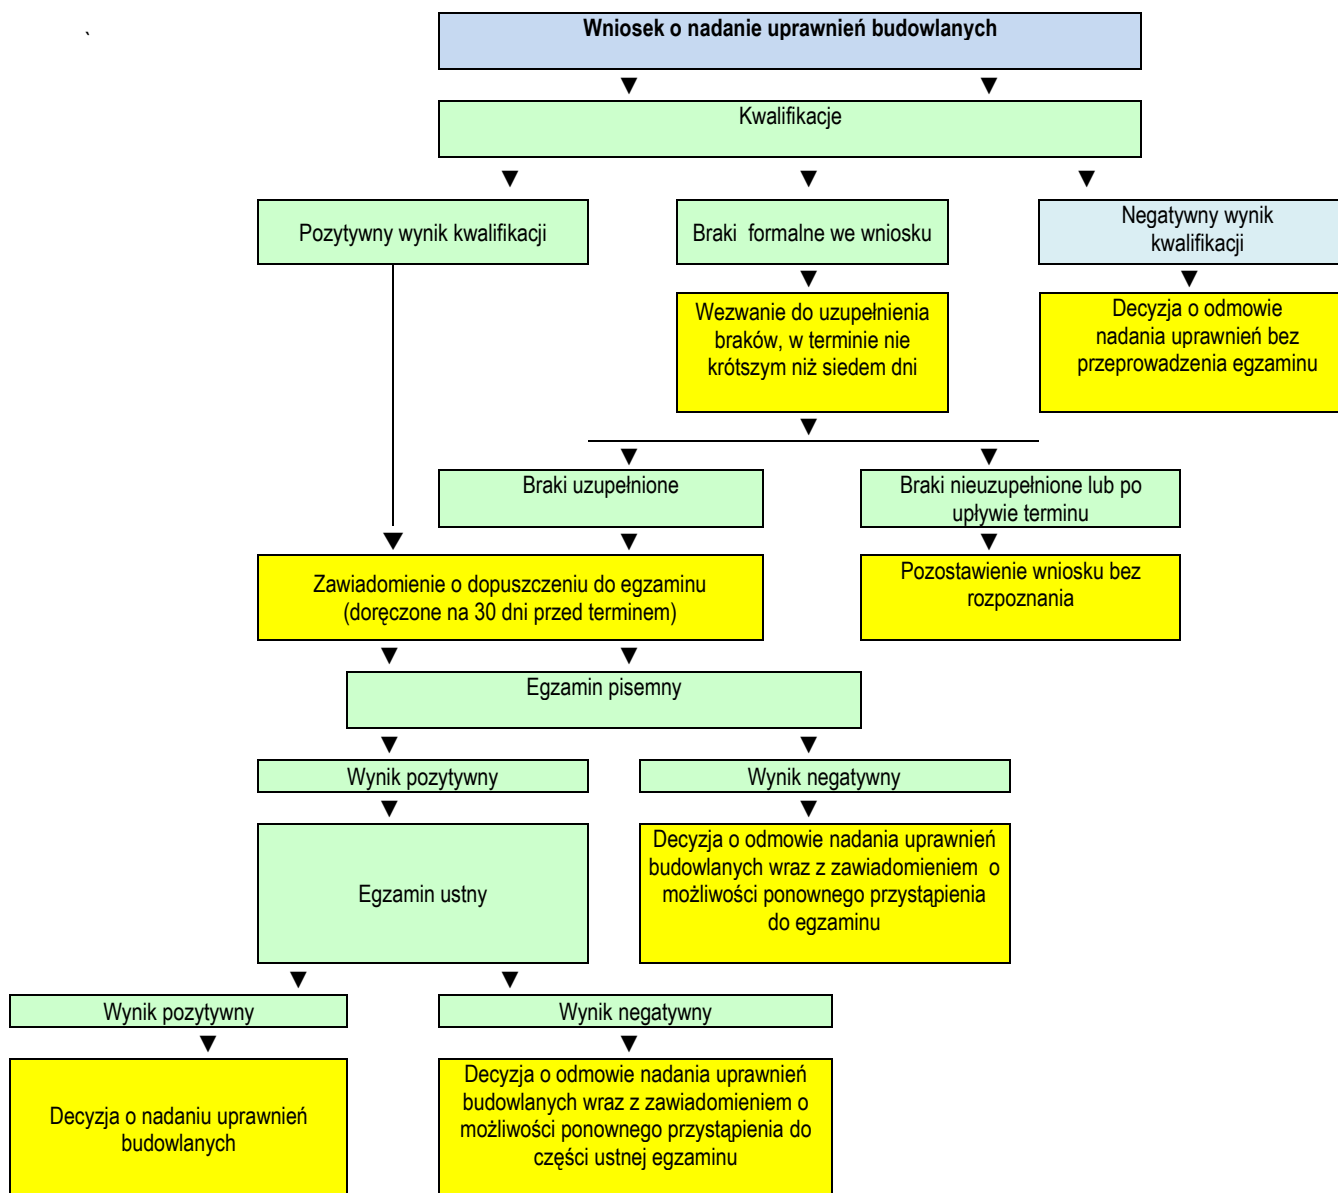 Wniosek o nadanie uprawnień budowlanych
Kwalifikacje
Pozytywny wynik kwalifikacji
Braki formalne we wniosku
Negatywny wynik
kwalifikacji
Wezwanie do uzupełnienia
braków, w terminie nie
krótszym niż siedem dni
Decyzja o odmowie
nadania uprawnień bez
przeprowadzenia egzaminu
Braki uzupełnione
Braki nieuzupełnione lub po
upływie terminu
Zawiadomienie o dopuszczeniu do egzaminu
(doręczone na 30 dni przed terminem)
Pozostawienie wniosku bez
rozpoznania
Egzamin pisemny
Wynik pozytywny
Wynik negatywny
Egzamin ustny
Decyzja o odmowie nadania uprawnień
budowlanych wraz z zawiadomieniem o
możliwości ponownego przystąpienia
do egzaminu
Wynik pozytywny
Wynik negatywny
Decyzja o nadaniu uprawnień
budowlanych
Decyzja o odmowie nadania uprawnień
budowlanych wraz z zawiadomieniem o
możliwości ponownego przystąpienia do
części ustnej egzaminu